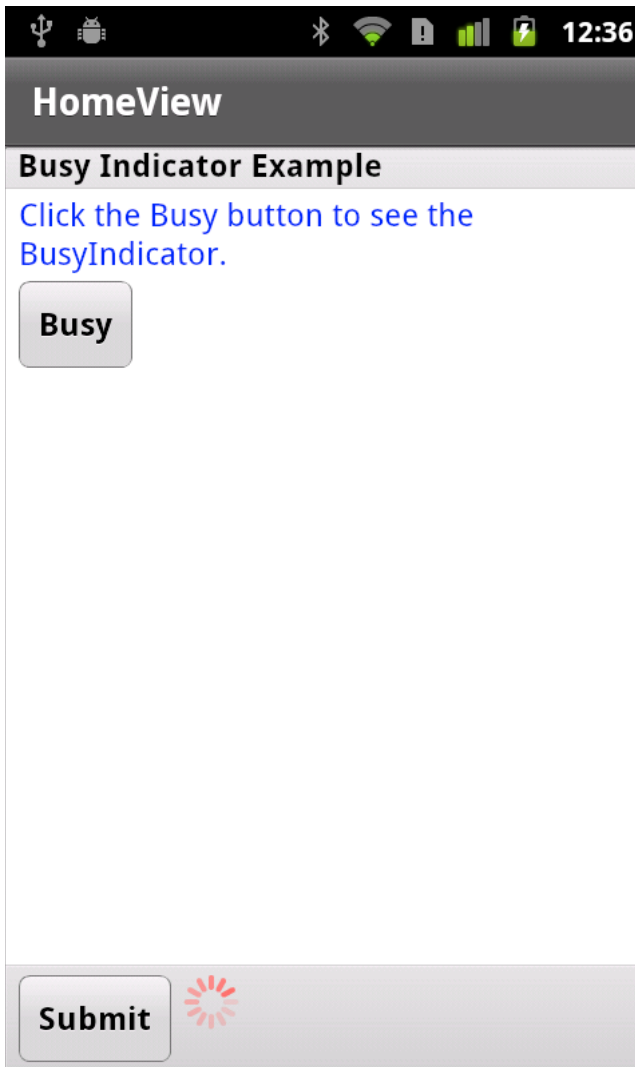 12:36
HomeView
Busy Indicator Example
Click the Busy button to see the
BusyIndicator.
Busy
Submit